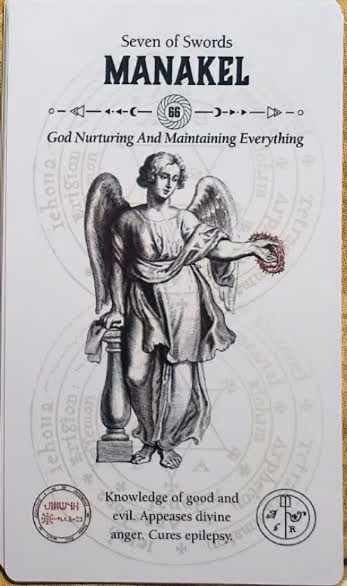 Seven of Swords
MANAKEL
66
God Nurturing And Maintaining Everything
Knowledge of good and
evil. Appeases divine
anger. Cures epilepsy.